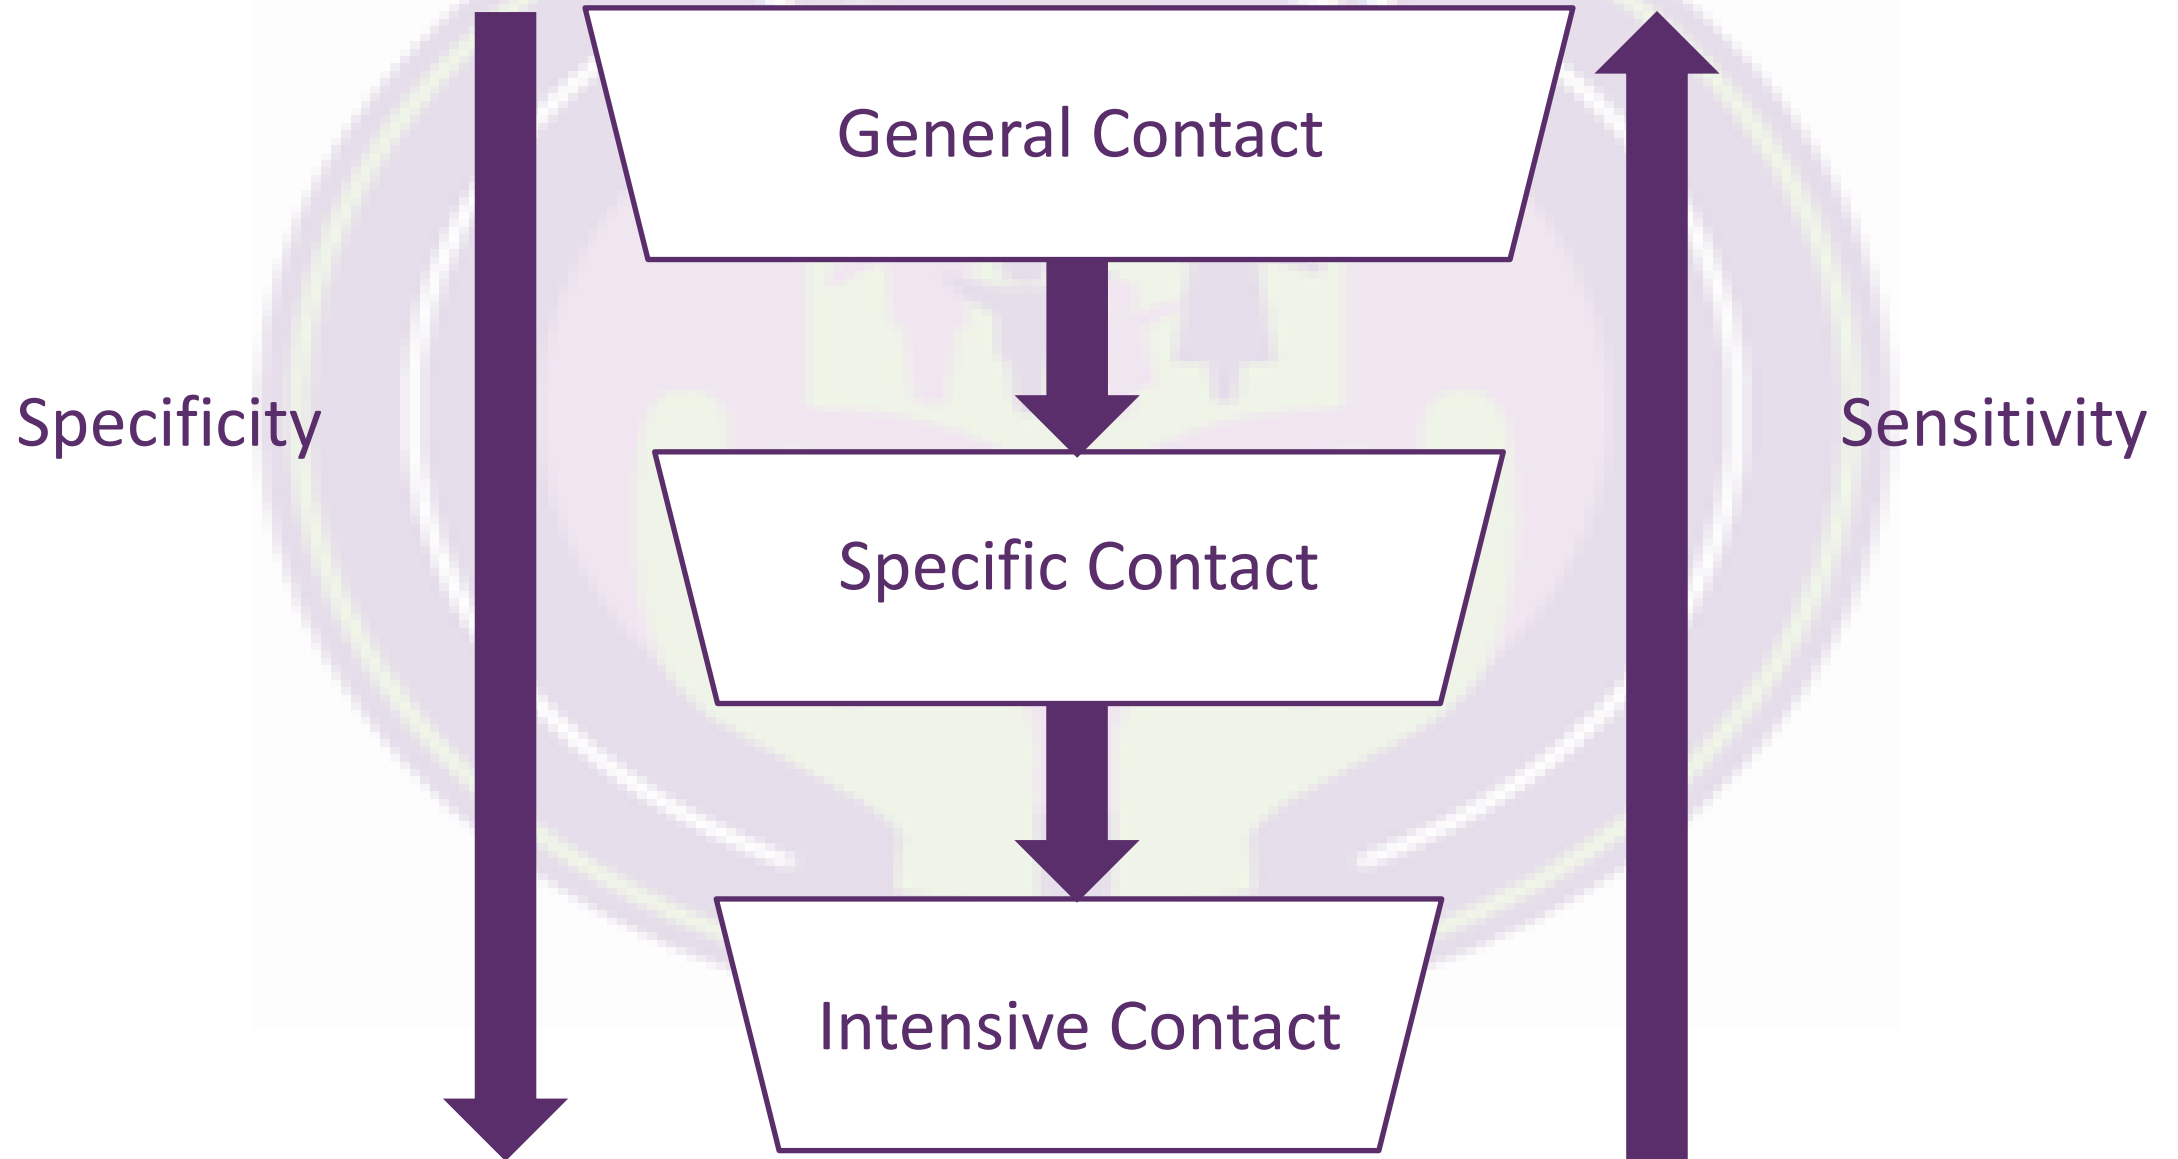 General Contact
Specificity
Sensitivity
Specific Contact
Intensive Contact